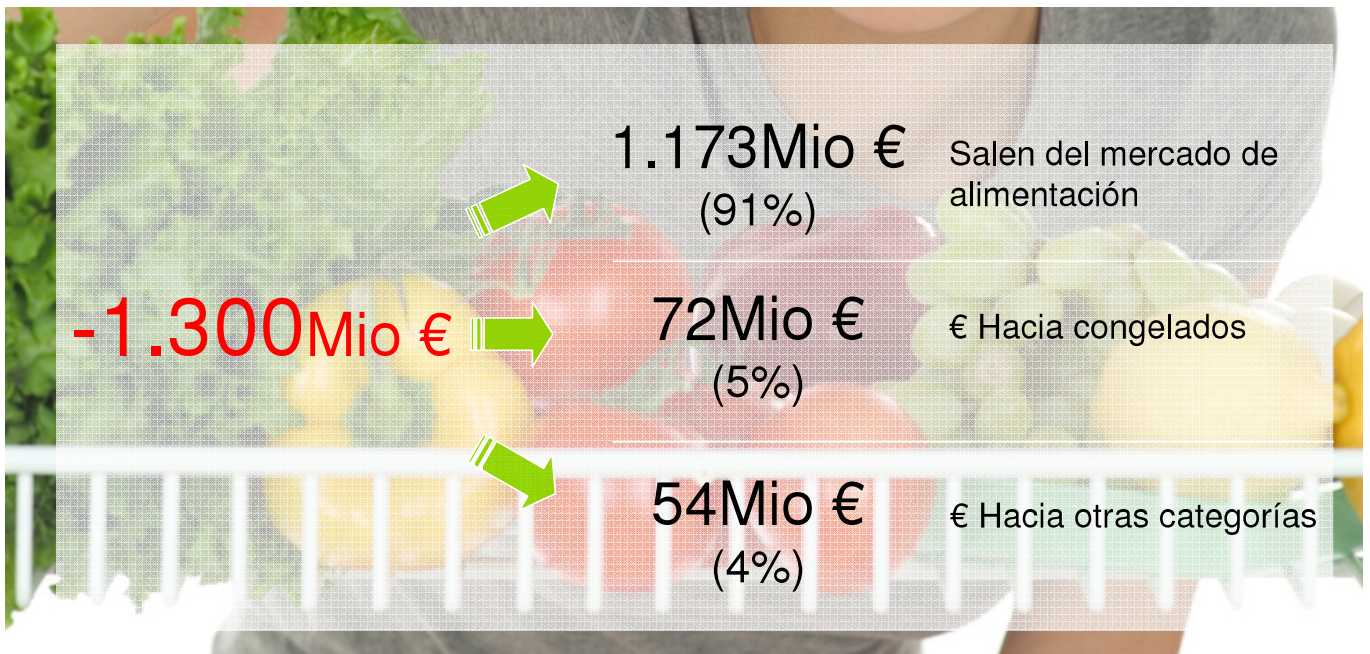 -1.300Mio €
1.173Mio €
(91%)
Salen del mercado de
alimentación
72Mio €
(5%)
€ Hacia congelados
54Mio €
(4%)
€ Hacia otras categorías